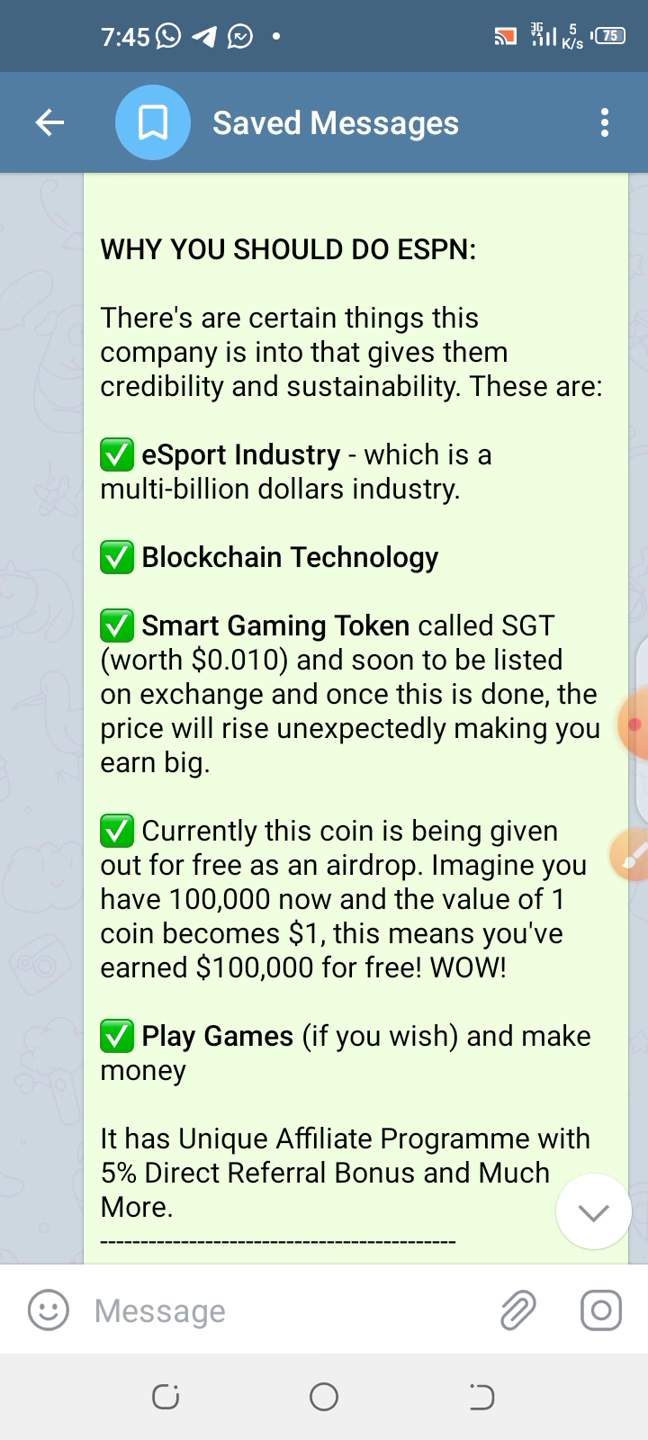 7:45
3G
5
K/s
75
Saved Messages
WHY YOU SHOULD DO ESPN:
There's are certain things this
company is into that gives them
credibility and sustainability. These are:
✅ eSport Industry - which is a
multi-billion dollars industry.
✅ Blockchain Technology
✅ Smart Gaming Token called SGT
(worth $0.010) and soon to be listed
on exchange and once this is done, the
price will rise unexpectedly making you
earn big.
✅ Currently this coin is being given
out for free as an airdrop. Imagine you
have 100,000 now and the value of 1
coin becomes $1, this means you've
earned $100,000 for free! WOW!
✅ Play Games (if you wish) and make
money
It has Unique Affiliate Programme with
5% Direct Referral Bonus and Much
More.
--------------------------------------------
Message